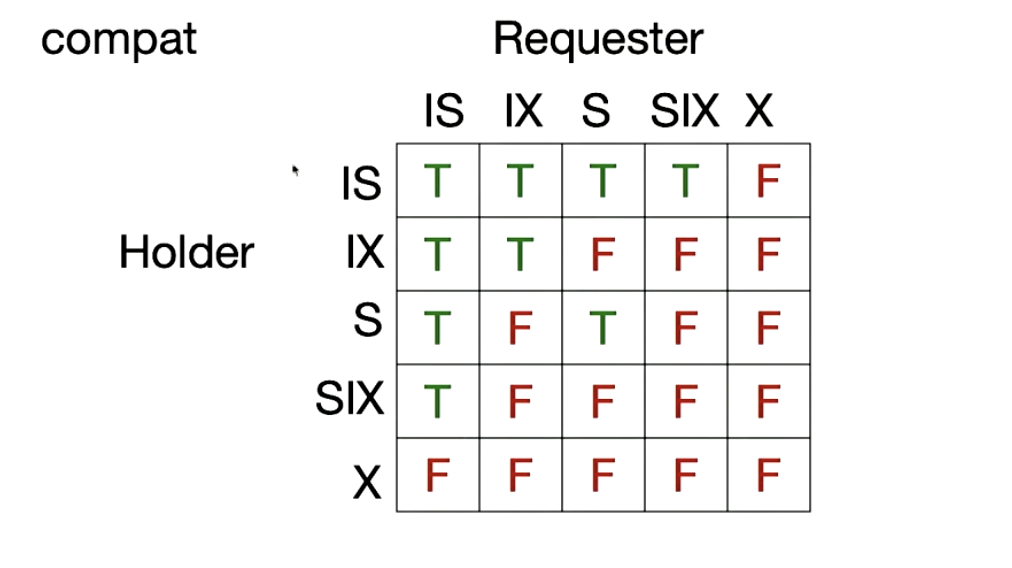 compat Requester
IS IX S SIX X
IS T T T T F
Holder IX T T F F F
S T F T F F
SIX T F F F F
X F F F F F